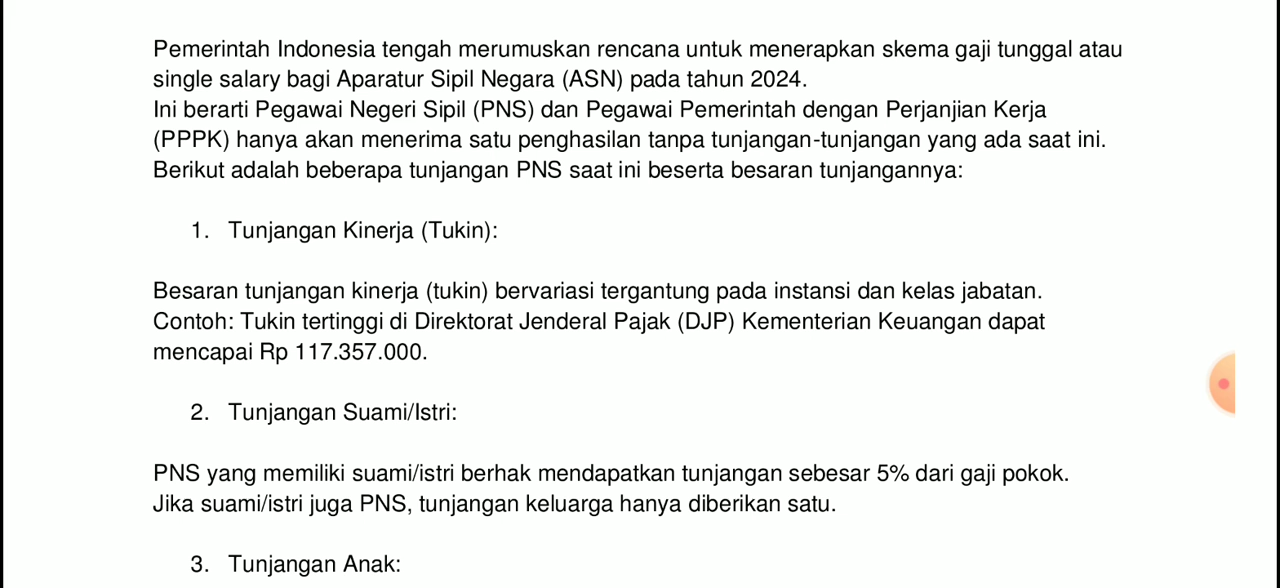 Pemerintah Indonesia tengah merumuskan rencana untuk menerapkan skema gaji tunggal atau
single salary bagi Aparatur Sipil Negara (ASN) pada tahun 2024.
Ini berarti Pegawai Negeri Sipil (PNS) dan Pegawai Pemerintah dengan Perjanjian Kerja
(PPPK) hanya akan menerima satu penghasilan tanpa tunjangan-tunjangan yang ada saat ini.
Berikut adalah beberapa tunjangan PNS saat ini beserta besaran tunjangannya:
1. Tunjangan Kinerja (Tukin):
Besaran tunjangan kinerja (tukin) bervariasi tergantung pada instansi dan kelas jabatan.
Contoh: Tukin tertinggi di Direktorat Jenderal Pajak (DJP) Kementerian Keuangan dapat
mencapai Rp 117.357.000.
2. Tunjangan Suami/Istri:
PNS yang memiliki suami/istri berhak mendapatkan tunjangan sebesar 5% dari gaji pokok.
Jika suami/istri juga PNS, tunjangan keluarga hanya diberikan satu.
3. Tunjangan Anak: